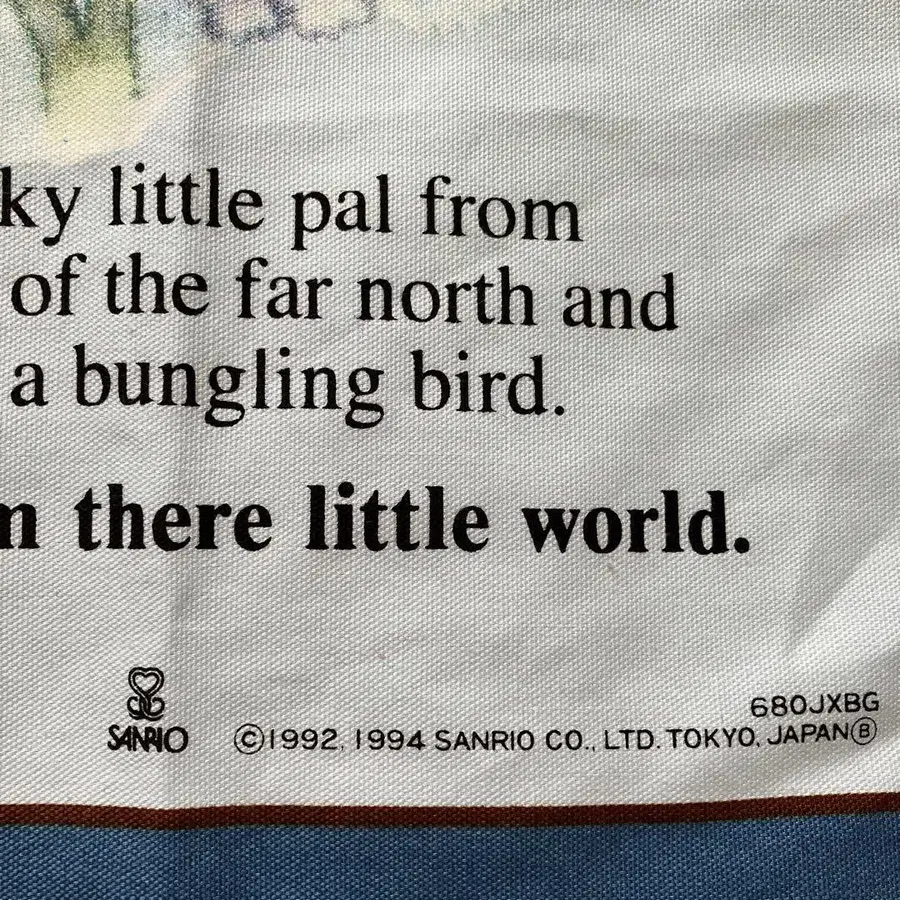 ky little pal from
of the far north and
a bungling bird.
m there little world.
680JXBG
SANRIO ©1992, 1994 SANRIO CO., LTD. TOKYO, JAPAN Ⓑ